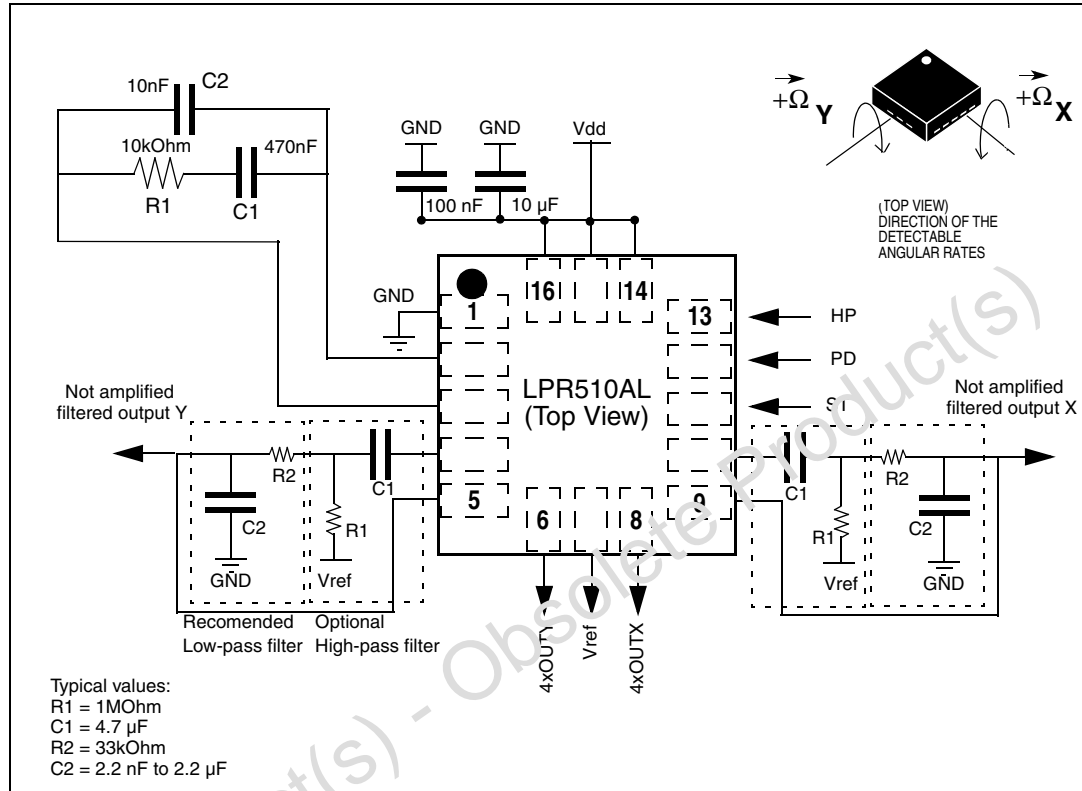 10nF
C2
10kOhm
470nF
R1
C1
GND
GND
Vdd
100 nF
10 µF
+Ω Y
+Ω X
(TOP VIEW)
DIRECTION OF THE
DETECTABLE
ANGULAR RATES
GND
1
16
14
13
HP
PD
ST
LPR510AL
(Top View)
Not amplified
filtered output Y
Not amplified
filtered output X
R2
C1
C2
R1
GND
Vref
5
6
8
9
C1
R2
R1
C2
Vref
GND
Recomended
Low-pass filter
Optional
High-pass filter
4xOUTY
Vref
4xOUTX
Typical values:
R1 = 1MOhm
C1 = 4.7 µF
R2 = 33kOhm
C2 = 2.2 nF to 2.2 µF
ct(s) - Obsolete Product(s)